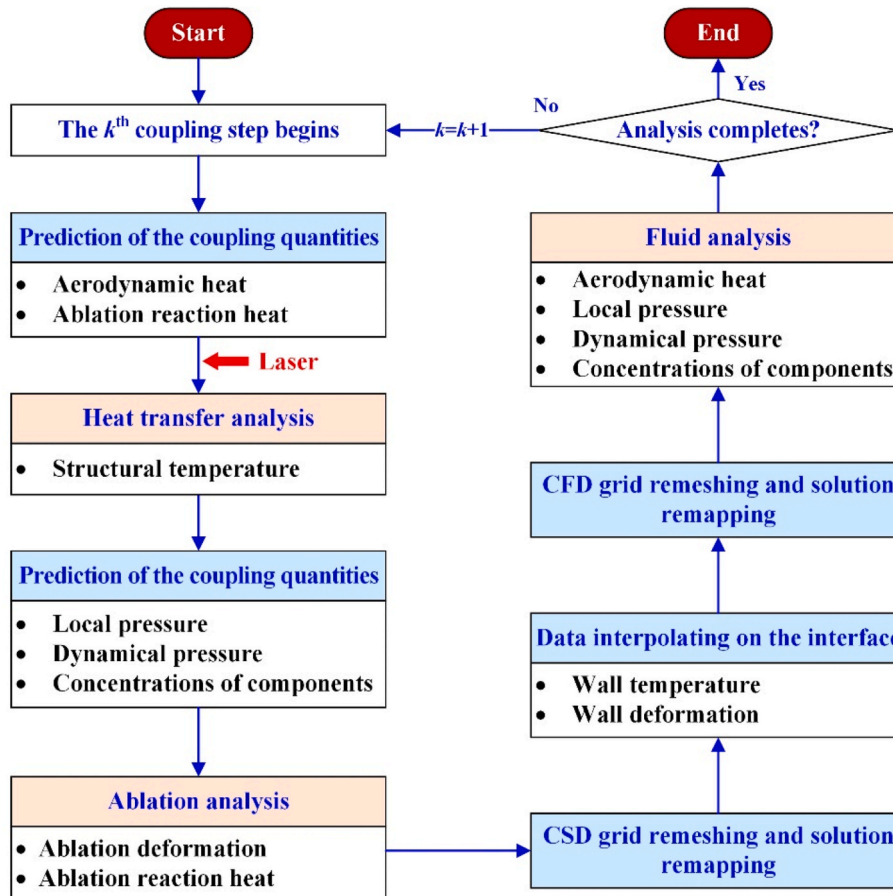 Start
The kth coupling step begins
Prediction of the coupling quantities
• Aerodynamic heat
• Ablation reaction heat
Laser
Heat transfer analysis
• Structural temperature
Prediction of the coupling quantities
• Local pressure
• Dynamical pressure
• Concentrations of components
Ablation analysis
• Ablation deformation
• Ablation reaction heat
CSD grid remeshing and solution
remapping
Data interpolating on the interface
• Wall temperature
• Wall deformation
CFD grid remeshing and solution
remapping
Fluid analysis
• Aerodynamic heat
• Local pressure
• Dynamical pressure
• Concentrations of components
Analysis completes?
No
k=k+1
Yes
End